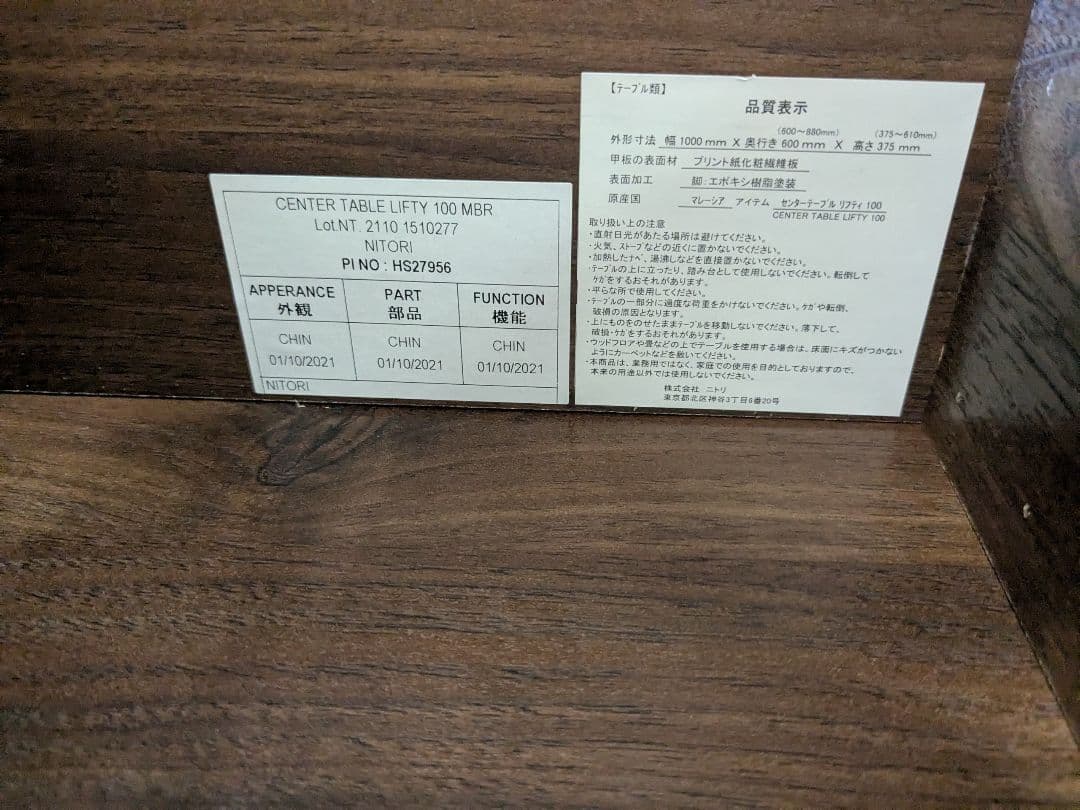 CENTER TABLE LIFTY 100 MBR
Lot.NT. 2110 1510277
NITORI
PI NO : HS27956
APPERANCE PART FUNCTION
外観 部品 機能
CHIN CHIN CHIN
01/10/2021 01/10/2021 01/10/2021
NITORI
【テーブル類】
品質表示
(600～880mm) (375～610mm)
外形寸法 幅 1000 mm X 奥行き 600 mm X 高さ 375 mm
甲板の表面材 プリント紙化粧繊維板
表面加工 脚:エポキシ樹脂塗装
原産国 マレーシア アイテム センターテーブル リフティ 100
CENTER TABLE LIFTY 100
取り扱い上の注意
・直射日光があたる場所は避けてください。
・火気、ストーブなどの近くに置かないでください。
・加熱したナベ、湯沸しなどを直接置かないでください。
・テーブルの上に立ったり、踏み台として使用しないでください。転倒して
ケガをするおそれがあります。
・平らな所で使用してください。
・テーブルの一部分に過度な荷重をかけないでください。ケガや転倒、
破損の原因となります。
・上にものをのせたままテーブルを移動しないでください。落下して、
破損・ケガをするおそれがあります。
・ウッドフロアや畳などの上でテーブルを使用する場合は、床面にキズがつかない
ようにカーペットなどを敷いてください。
・本商品は、業務用ではなく、家庭での使用を目的としておりますので、
本来の用途以外では使用しないでください。
株式会社 ニトリ
東京都北区神谷3丁目6番20号